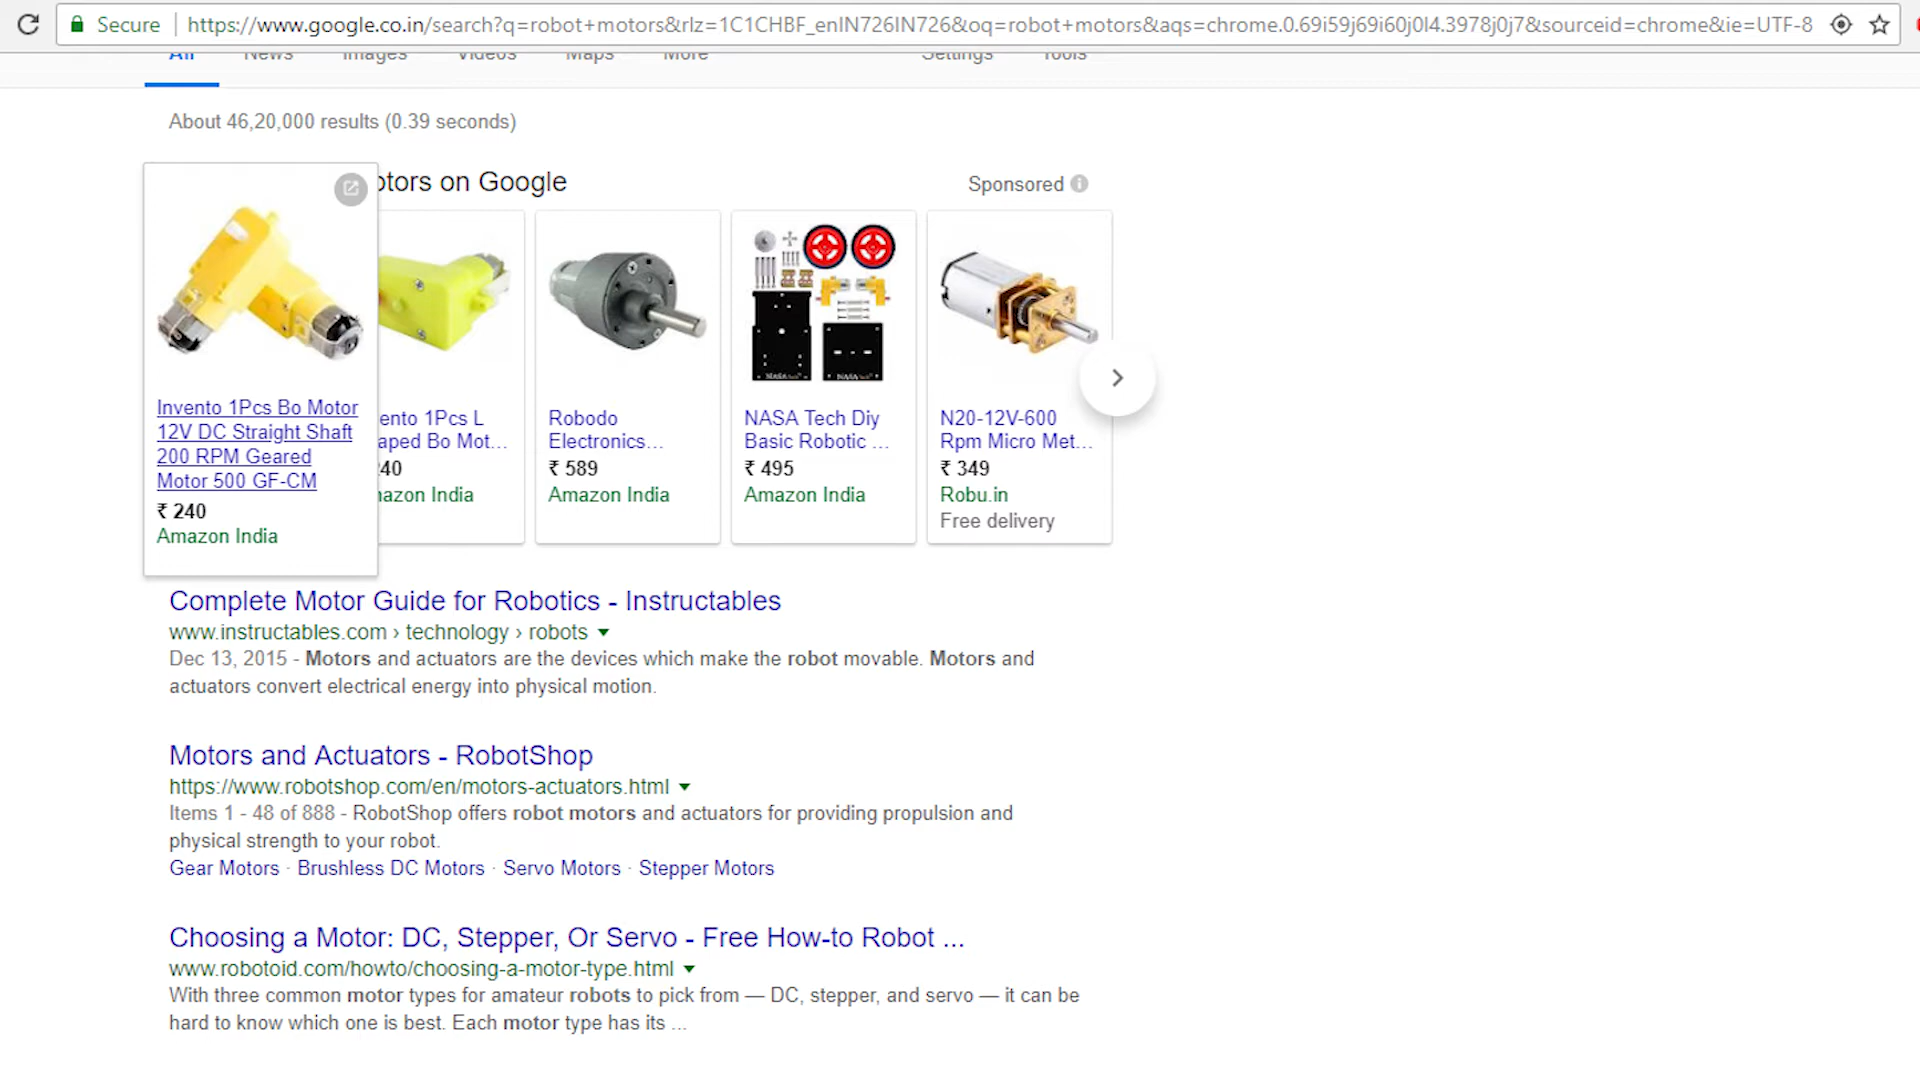 Secure
https://www.google.co.in/search?q=robot+motors&rlz=1C1CHBF_enIN726IN726&oq=robot+motors&aqs=chrome.0.69i59j69i60j0l4.3978j0j7&sourceid=chrome&ie=UTF-8
All News Images Videos Maps More Settings Tools
About 46,20,000 results (0.39 seconds)
otors on Google
Sponsored
Invento 1Pcs Bo Motor
12V DC Straight Shaft
200 RPM Geared
Motor 500 GF-CM
₹ 240
Amazon India
ento 1Pcs L
aped Bo Mot...
40
azon India
Robodo
Electronics...
₹ 589
Amazon India
NASA Tech Diy
Basic Robotic ...
₹ 495
Amazon India
N20-12V-600
Rpm Micro Met...
₹ 349
Robu.in
Free delivery
Complete Motor Guide for Robotics - Instructables
www.instructables.com › technology › robots
Dec 13, 2015 - Motors and actuators are the devices which make the robot movable. Motors and
actuators convert electrical energy into physical motion.
Motors and Actuators - RobotShop
https://www.robotshop.com/en/motors-actuators.html
Items 1 - 48 of 888 - RobotShop offers robot motors and actuators for providing propulsion and
physical strength to your robot.
Gear Motors · Brushless DC Motors · Servo Motors · Stepper Motors
Choosing a Motor: DC, Stepper, Or Servo - Free How-to Robot ...
www.robotoid.com/howto/choosing-a-motor-type.html
With three common motor types for amateur robots to pick from — DC, stepper, and servo — it can be
hard to know which one is best. Each motor type has its ...